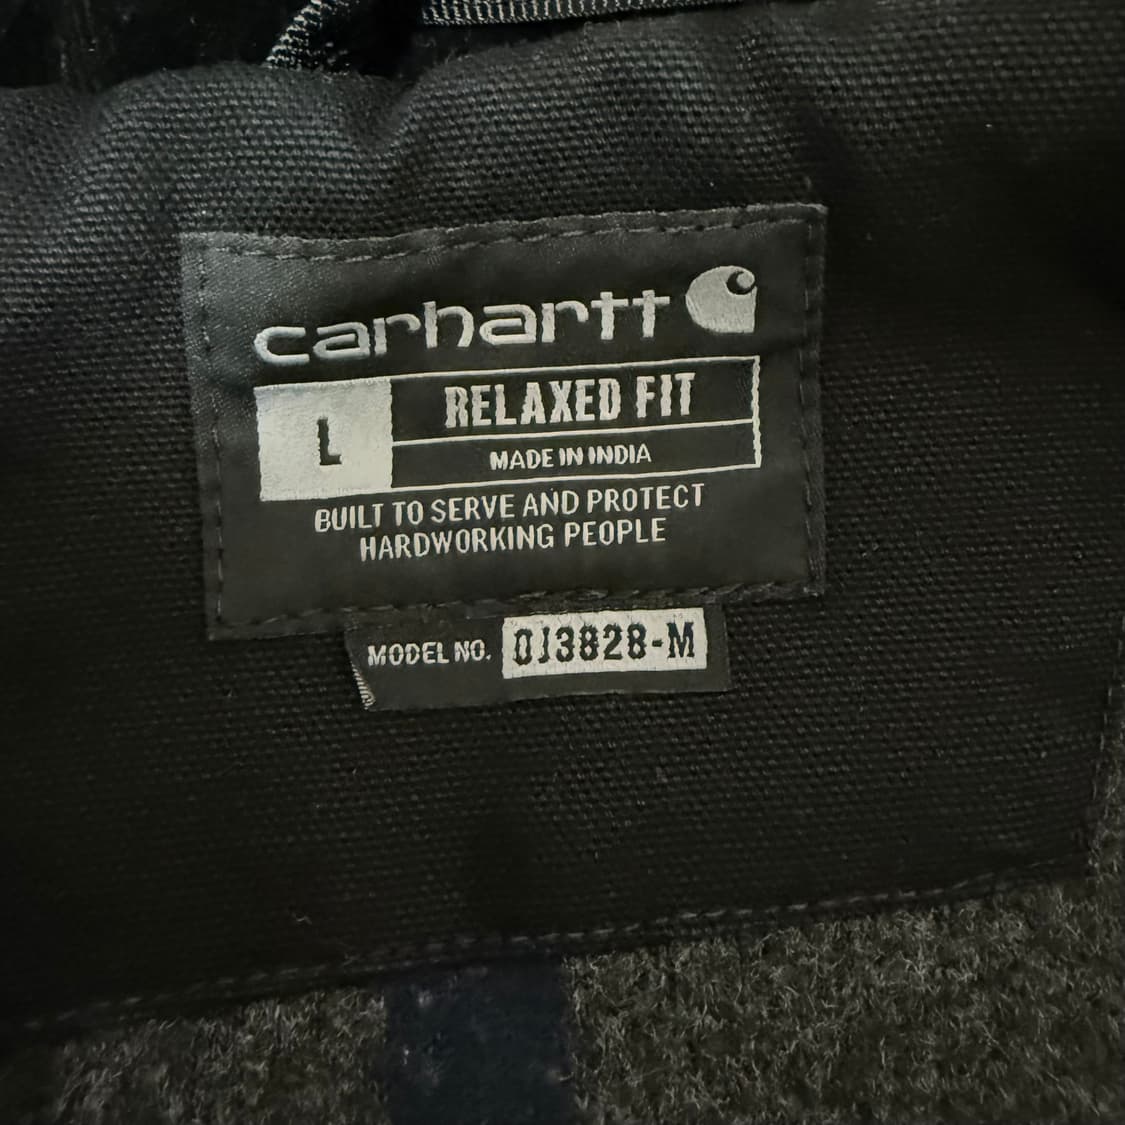 carhartt
L
RELAXED FIT
MADE IN INDIA
BUILT TO SERVE AND PROTECT
HARDWORKING PEOPLE
MODEL NO. OJ3828-M